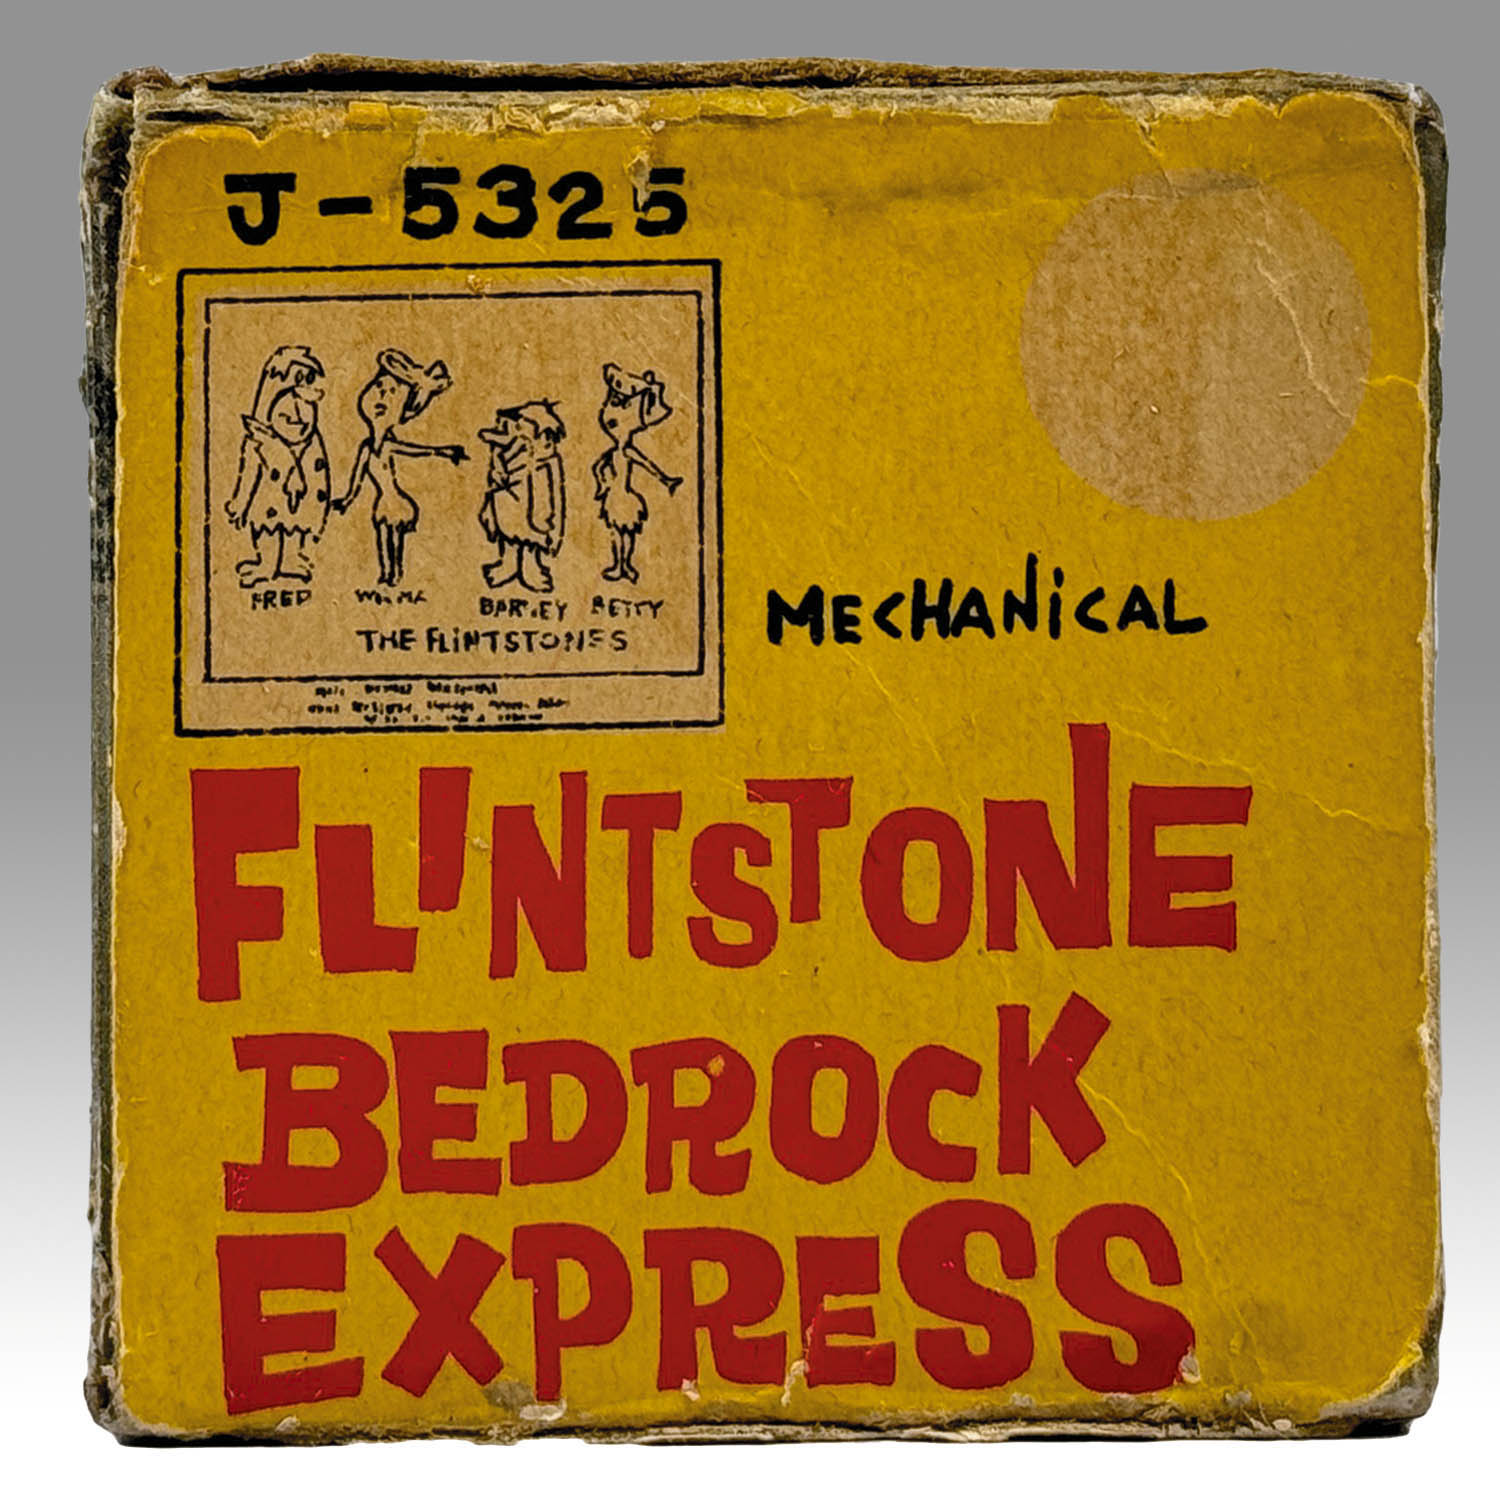 J-5325
FRED WILMA BARNEY BETTY
THE FLINTSTONES
MECHANICAL
FLINTSTONE
BEDROCK
EXPRESS